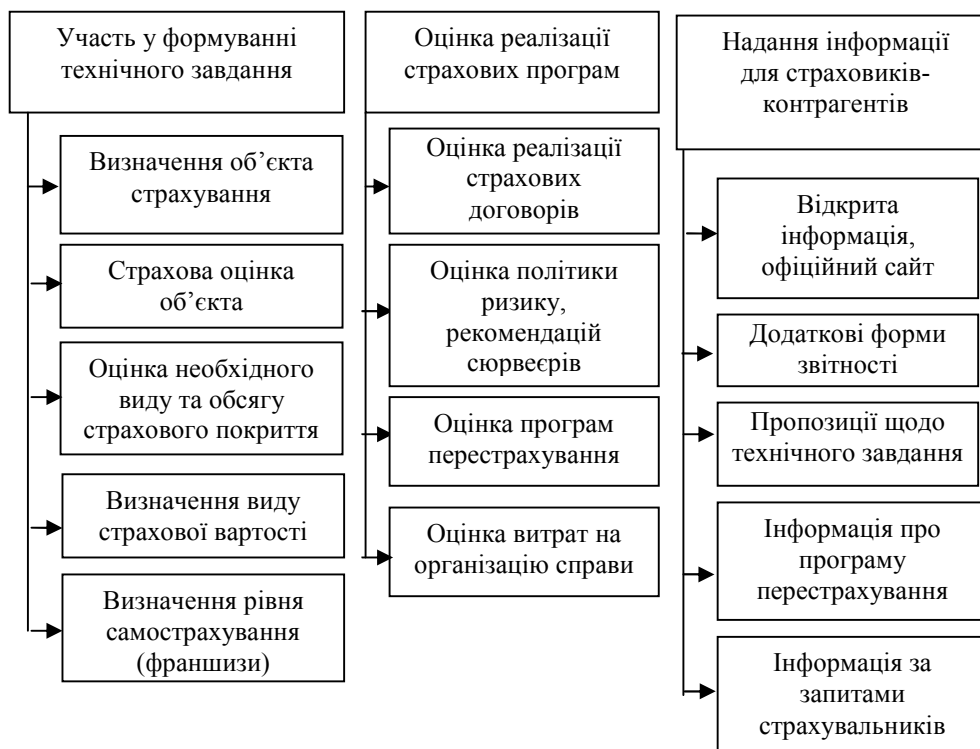 Участь у формуванні
технічного завдання
Визначення об’єкта
страхування
Страхова оцінка
об’єкта
Оцінка необхідного
виду та обсягу
страхового покриття
Визначення виду
страхової вартості
Визначення рівня
самострахування
(франшизи)
Оцінка реалізації
страхових програм
Оцінка реалізації
страхових
договорів
Оцінка політики
ризику,
рекомендацій
сюрвеєрів
Оцінка програм
перестрахування
Оцінка витрат на
організацію справи
Надання інформації
для страховиків-
контрагентів
Відкрита
інформація,
офіційний сайт
Додаткові форми
звітності
Пропозиції щодо
технічного завдання
Інформація про
програму
перестрахування
Інформація за
запитами
страхувальників